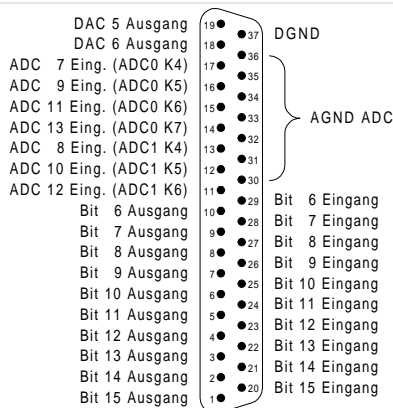 DAC 5 Ausgang 19
DAC 6 Ausgang 18
ADC 7 Eing. (ADC0 K4) 17
ADC 9 Eing. (ADC0 K5) 16
ADC 11 Eing. (ADC0 K6) 15
ADC 13 Eing. (ADC0 K7) 14
ADC 8 Eing. (ADC1 K4) 13
ADC 10 Eing. (ADC1 K5) 12
ADC 12 Eing. (ADC1 K6) 11
Bit 6 Ausgang 10
Bit 7 Ausgang 9
Bit 8 Ausgang 8
Bit 9 Ausgang 7
Bit 10 Ausgang 6
Bit 11 Ausgang 5
Bit 12 Ausgang 4
Bit 13 Ausgang 3
Bit 14 Ausgang 2
Bit 15 Ausgang 1
37 DGND
36
35
34
33 AGND ADC
32
31
30
29 Bit 6 Eingang
28 Bit 7 Eingang
27 Bit 8 Eingang
26 Bit 9 Eingang
25 Bit 10 Eingang
24 Bit 11 Eingang
23 Bit 12 Eingang
22 Bit 13 Eingang
21 Bit 14 Eingang
20 Bit 15 Eingang